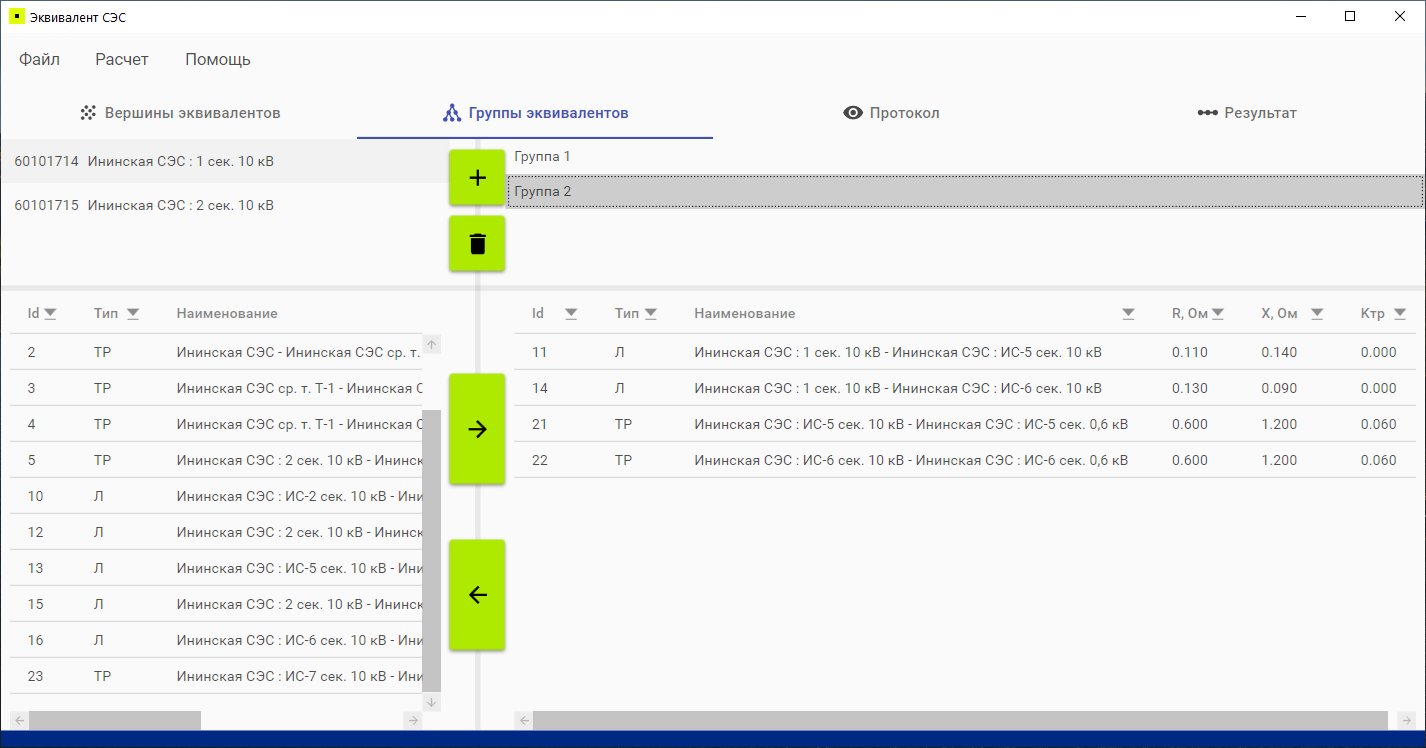 Эквивалент СЭС
Файл Расчет Помощь
Вершины эквивалентов Группы эквивалентов Протокол Результат
60101714 Ининская СЭС : 1 сек. 10 кВ
60101715 Ининская СЭС : 2 сек. 10 кВ
Группа 1
Группа 2
Id Тип Наименование
2 ТР Ининская СЭС - Ининская СЭС ср. т.
3 ТР Ининская СЭС ср. т. Т-1 - Ининская С
4 ТР Ининская СЭС ср. т. Т-1 - Ининская С
5 ТР Ининская СЭС : 2 сек. 10 кВ - Ининск
10 Л Ининская СЭС : ИС-2 сек. 10 кВ - Ини
12 Л Ининская СЭС : 2 сек. 10 кВ - Ининск
13 Л Ининская СЭС : ИС-5 сек. 10 кВ - Ини
15 Л Ининская СЭС : 2 сек. 10 кВ - Ининск
16 Л Ининская СЭС : ИС-6 сек. 10 кВ - Ини
23 ТР Ининская СЭС : ИС-7 сек. 10 кВ - Ини
Id Тип Наименование R, Ом X, Ом Ктр
11 Л Ининская СЭС : 1 сек. 10 кВ - Ининская СЭС : ИС-5 сек. 10 кВ 0.110 0.140 0.000
14 Л Ининская СЭС : 1 сек. 10 кВ - Ининская СЭС : ИС-6 сек. 10 кВ 0.130 0.090 0.000
21 ТР Ининская СЭС : ИС-5 сек. 10 кВ - Ининская СЭС : ИС-5 сек. 0,6 кВ 0.600 1.200 0.060
22 ТР Ининская СЭС : ИС-6 сек. 10 кВ - Ининская СЭС : ИС-6 сек. 0,6 кВ 0.600 1.200 0.060